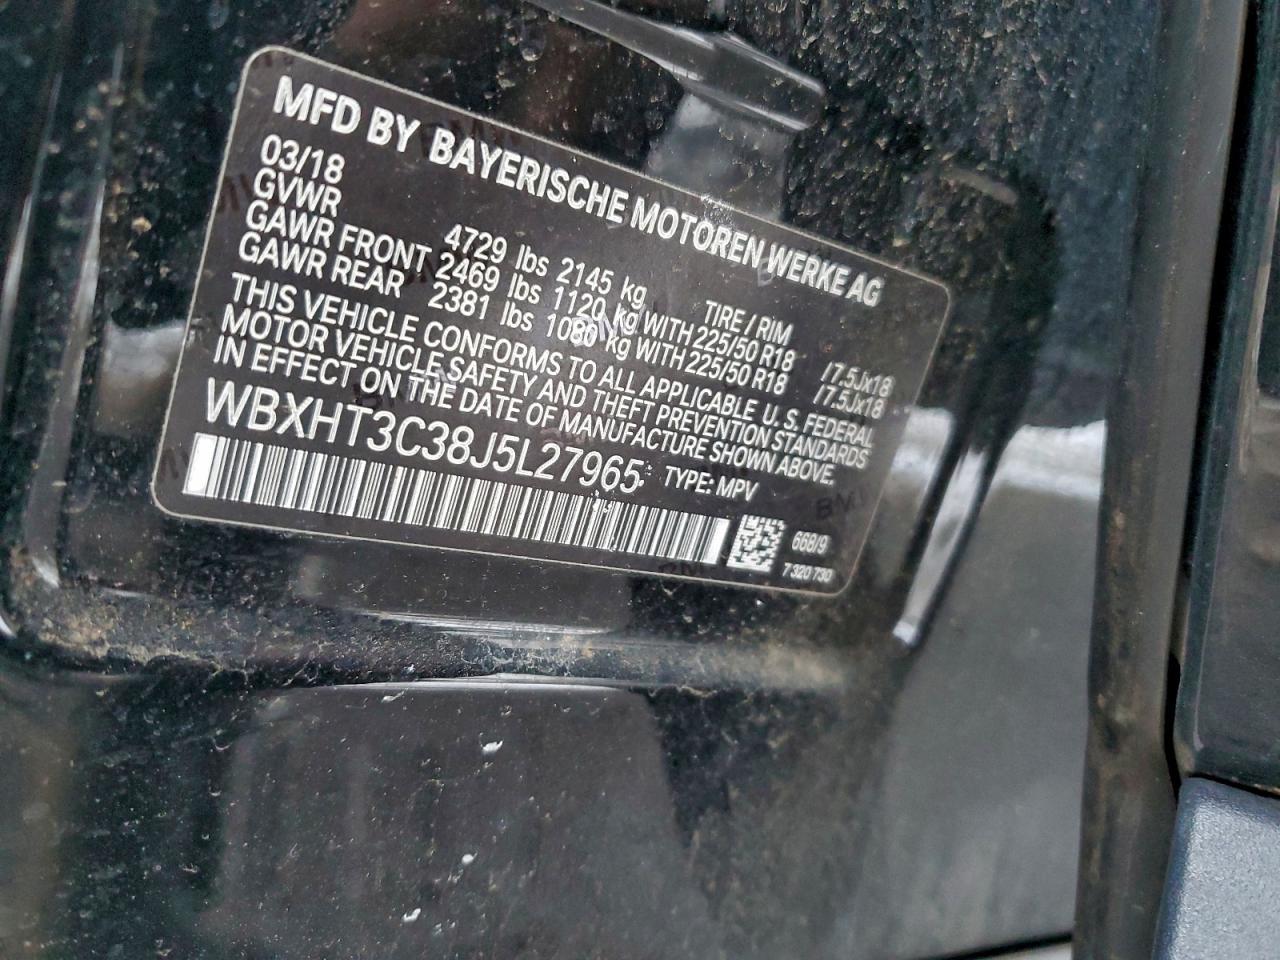 MFD BY BAYERISCHE MOTOREN WERKE AG
03/18
GVWR 4729 lbs 2145 kg TIRE / RIM
GAWR FRONT 2469 lbs 1120 kg WITH 225/50 R18 /7.5Jx18
GAWR REAR 2381 lbs 1080 kg WITH 225/50 R18 /7.5Jx18
THIS VEHICLE CONFORMS TO ALL APPLICABLE U. S. FEDERAL
MOTOR VEHICLE SAFETY AND THEFT PREVENTION STANDARDS
IN EFFECT ON THE DATE OF MANUFACTURE SHOWN ABOVE.
WBXHT3C38J5L27965 TYPE: MPV
668/9
7 320 730